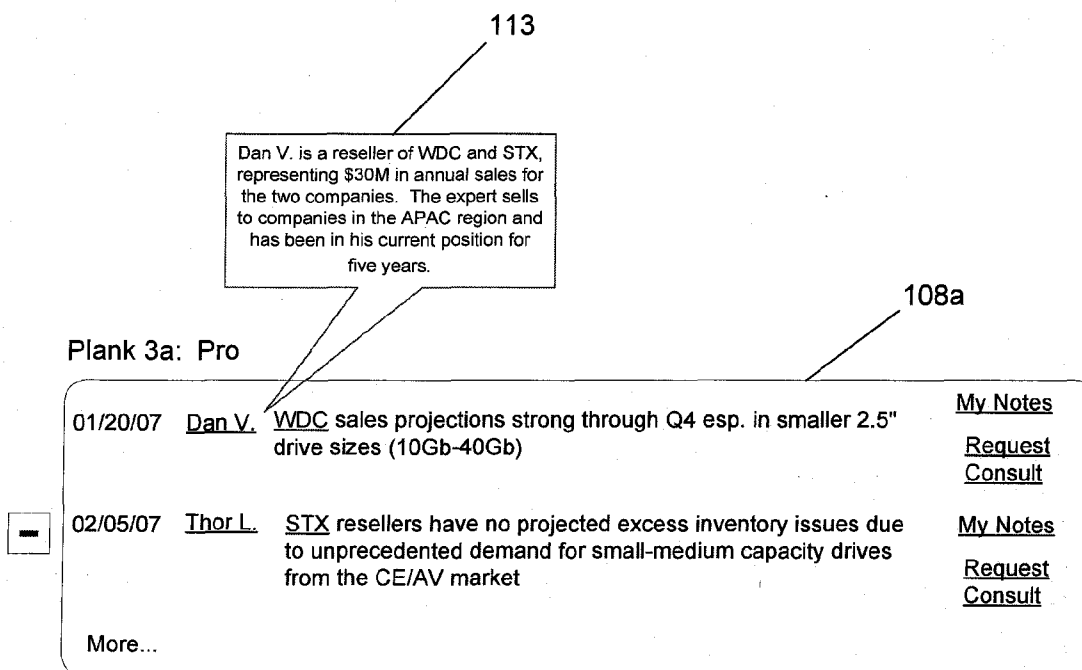 113
Dan V. is a reseller of WDC and STX,
representing $30M in annual sales for
the two companies. The expert sells
to companies in the APAC region and
has been in his current position for
five years.
108a
Plank 3a: Pro
01/20/07 Dan V. WDC sales projections strong through Q4 esp. in smaller 2.5" My Notes
drive sizes (10Gb-40Gb) Request
Consult
02/05/07 Thor L. STX resellers have no projected excess inventory issues due My Notes
to unprecedented demand for small-medium capacity drives
from the CE/AV market Request
Consult
More...